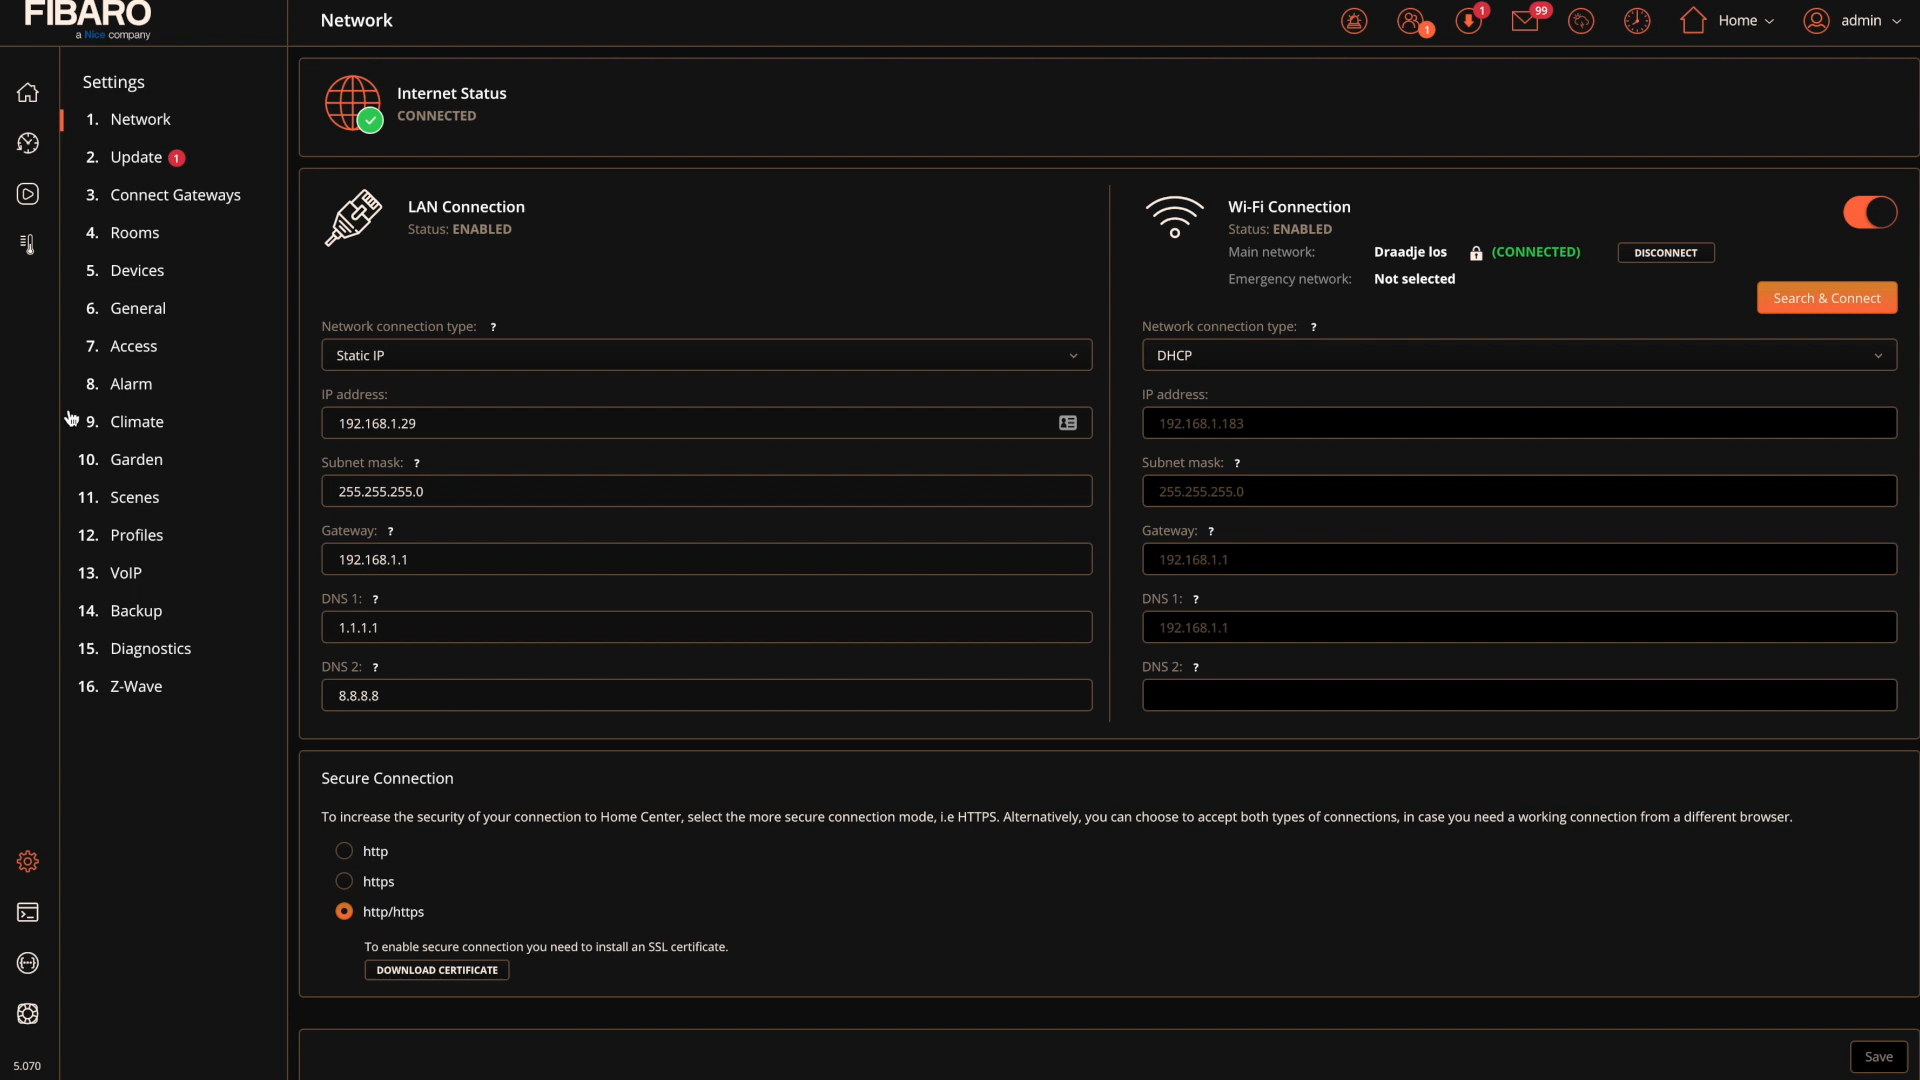 FIBARO
a Nice company
Network
1
1
99
Home
admin
Settings
1. Network
2. Update 1
3. Connect Gateways
4. Rooms
5. Devices
6. General
7. Access
8. Alarm
9. Climate
10. Garden
11. Scenes
12. Profiles
13. VoIP
14. Backup
15. Diagnostics
16. Z-Wave
5.070
Internet Status
CONNECTED
LAN Connection
Status: ENABLED
Network connection type: ?
Static IP
IP address:
192.168.1.29
Subnet mask: ?
255.255.255.0
Gateway: ?
192.168.1.1
DNS 1: ?
1.1.1.1
DNS 2: ?
8.8.8.8
Wi-Fi Connection
Status: ENABLED
Main network: Draadje los (CONNECTED) DISCONNECT
Emergency network: Not selected
Search & Connect
Network connection type: ?
DHCP
IP address:
192.168.1.183
Subnet mask: ?
255.255.255.0
Gateway: ?
192.168.1.1
DNS 1: ?
192.168.1.1
DNS 2: ?
Secure Connection
To increase the security of your connection to Home Center, select the more secure connection mode, i.e HTTPS. Alternatively, you can choose to accept both types of connections, in case you need a working connection from a different browser.
http
https
http/https
To enable secure connection you need to install an SSL certificate.
DOWNLOAD CERTIFICATE
Save